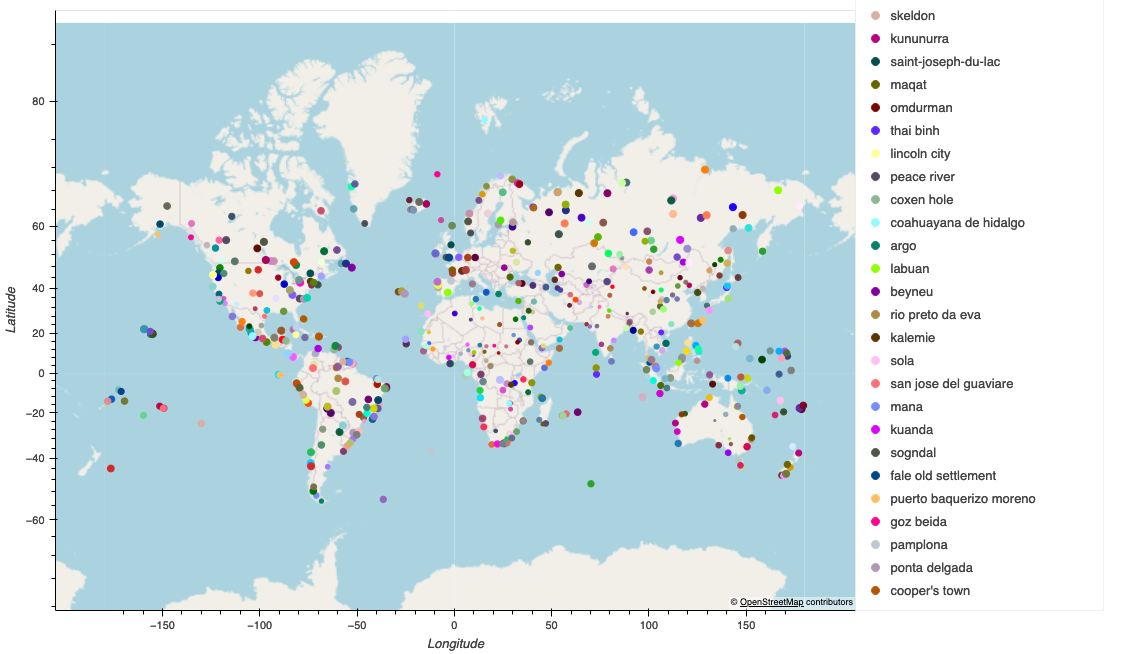 80
60
40
20
0
−20
−40
−60
Latitude
−150
−100
−50
0
50
100
150
Longitude
© OpenStreetMap contributors
skeldon
kununurra
saint-joseph-du-lac
maqat
omdurman
thai binh
lincoln city
peace river
coxen hole
coahuayana de hidalgo
argo
labuan
beyneu
rio preto da eva
kalemie
sola
san jose del guaviare
mana
kuanda
sogndal
fale old settlement
puerto baquerizo moreno
goz beida
pamplona
ponta delgada
cooper's town